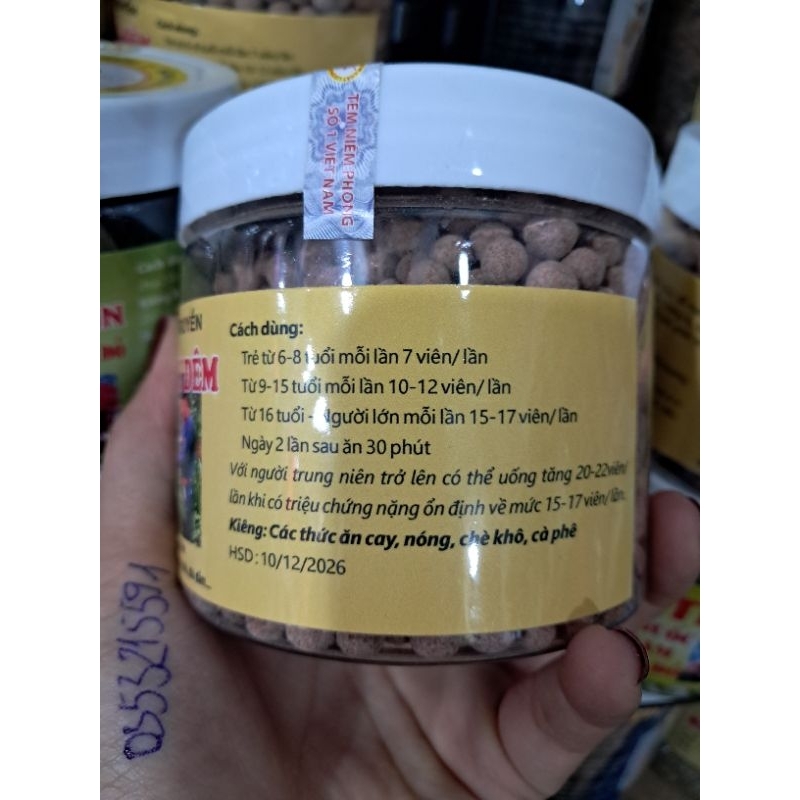 TEM NIÊM PHONG
SỐ 1 VIỆT NAM
ĐÊM
Cách dùng:
Trẻ từ 6-8 tuổi mỗi lần 7 viên/ lần
Từ 9-15 tuổi mỗi lần 10-12 viên/ lần
Từ 16 tuổi - Người lớn mỗi lần 15-17 viên/ lần
Ngày 2 lần sau ăn 30 phút
Với người trung niên trở lên có thể uống tăng 20-22viên/
lần khi có triệu chứng nặng ổn định về mức 15-17 viên/ lần.
Kiêng: Các thức ăn cay, nóng, chè khô, cà phê
HSD : 10/12/2026
0353215591